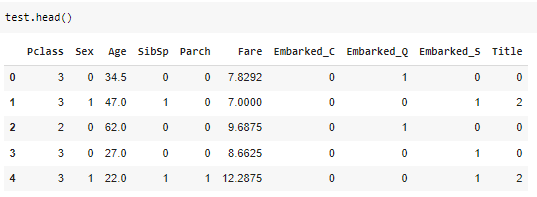 test.head()
Pclass Sex Age SibSp Parch Fare Embarked_C Embarked_Q Embarked_S Title
0 3 0 34.5 0 0 7.8292 0 1 0 0
1 3 1 47.0 1 0 7.0000 0 0 1 2
2 2 0 62.0 0 0 9.6875 0 1 0 0
3 3 0 27.0 0 0 8.6625 0 0 1 0
4 3 1 22.0 1 1 12.2875 0 0 1 2